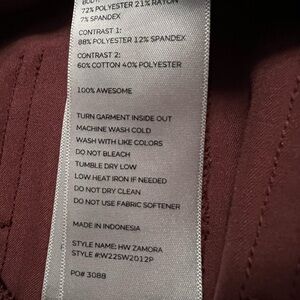 BODY
72% POLYESTER 21% RAYON
7% SPANDEX
CONTRAST 1:
88% POLYESTER 12% SPANDEX
CONTRAST 2:
60% COTTON 40% POLYESTER
100% AWESOME
TURN GARMENT INSIDE OUT
MACHINE WASH COLD
WASH WITH LIKE COLORS
DO NOT BLEACH
TUMBLE DRY LOW
LOW HEAT IRON IF NEEDED
DO NOT DRY CLEAN
DO NOT USE FABRIC SOFTENER
MADE IN INDONESIA
STYLE NAME: HW ZAMORA
STYLE #:W22SW2012P
PO# 3088